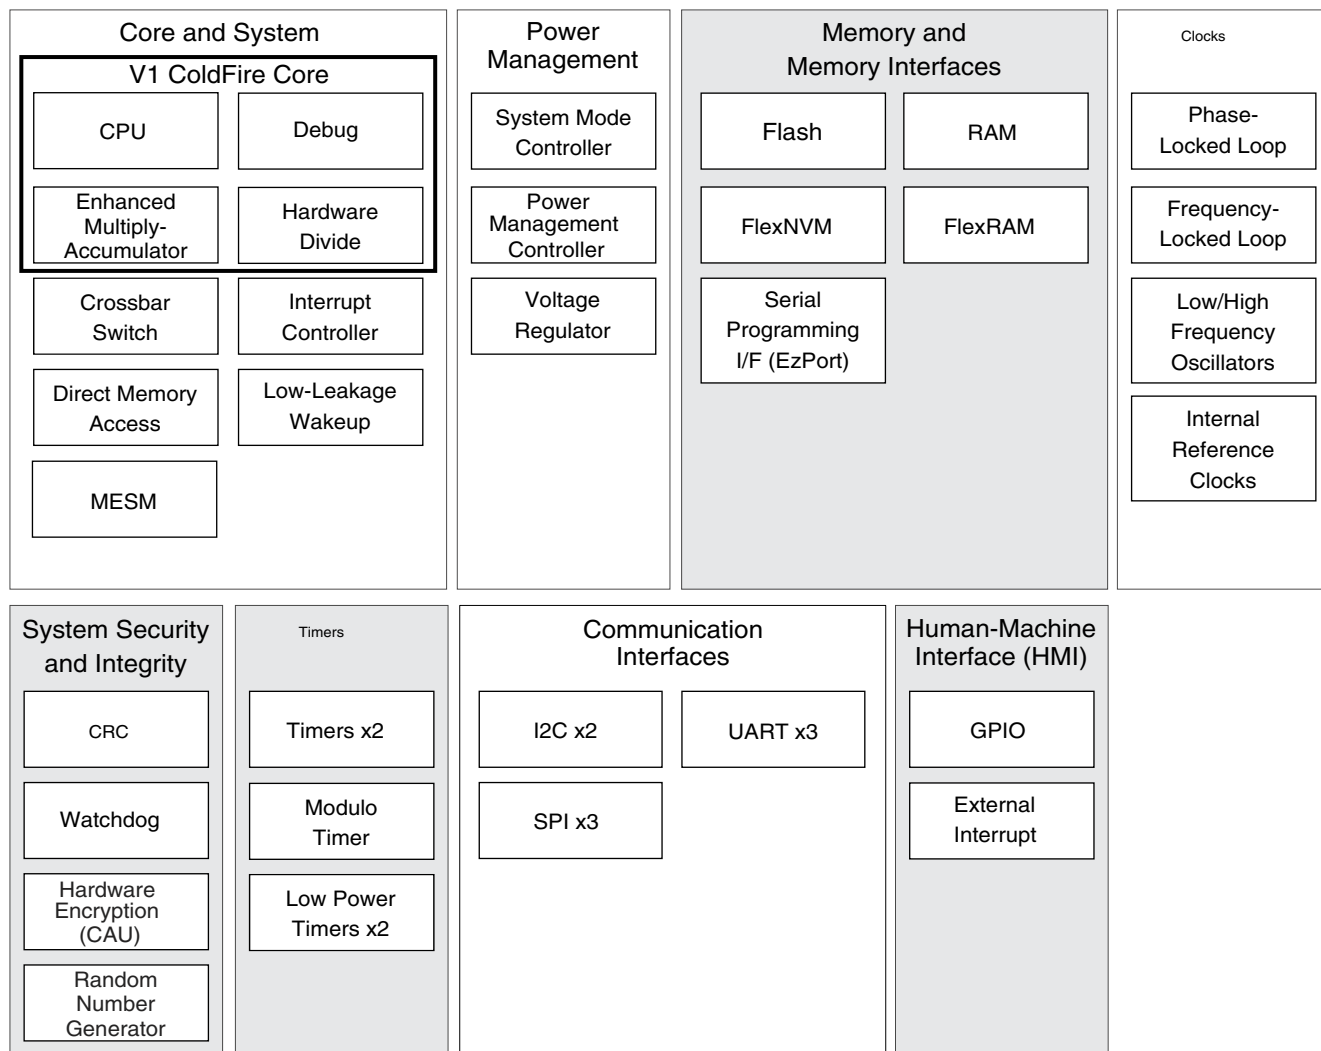 Core and System
V1 ColdFire Core
CPU
Debug
Enhanced
Multiply-
Accumulator
Hardware
Divide
Crossbar
Switch
Interrupt
Controller
Direct Memory
Access
Low-Leakage
Wakeup
MESM
Power
Management
System Mode
Controller
Power
Management
Controller
Voltage
Regulator
Memory and
Memory Interfaces
Flash
RAM
FlexNVM
FlexRAM
Serial
Programming
I/F (EzPort)
Clocks
Phase-
Locked Loop
Frequency-
Locked Loop
Low/High
Frequency
Oscillators
Internal
Reference
Clocks
System Security
and Integrity
CRC
Watchdog
Hardware
Encryption
(CAU)
Random
Number
Generator
Timers
Timers x2
Modulo
Timer
Low Power
Timers x2
Communication
Interfaces
I2C x2
UART x3
SPI x3
Human-Machine
Interface (HMI)
GPIO
External
Interrupt